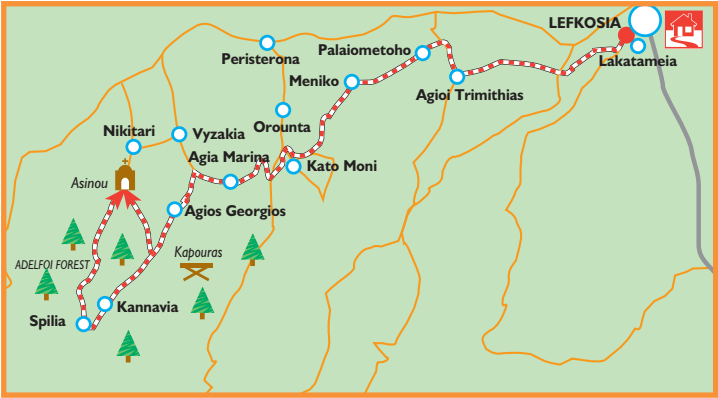 LEFKOSIA
Palaiometoho
Peristerona
Lakatameia
Meniko
Agioi Trimithias
Orounta
Nikitari
Vyzakia
Agia Marina
Kato Moni
Asinou
Agios Georgios
Kapouras
ADELFOI FOREST
Kannavia
Spilia